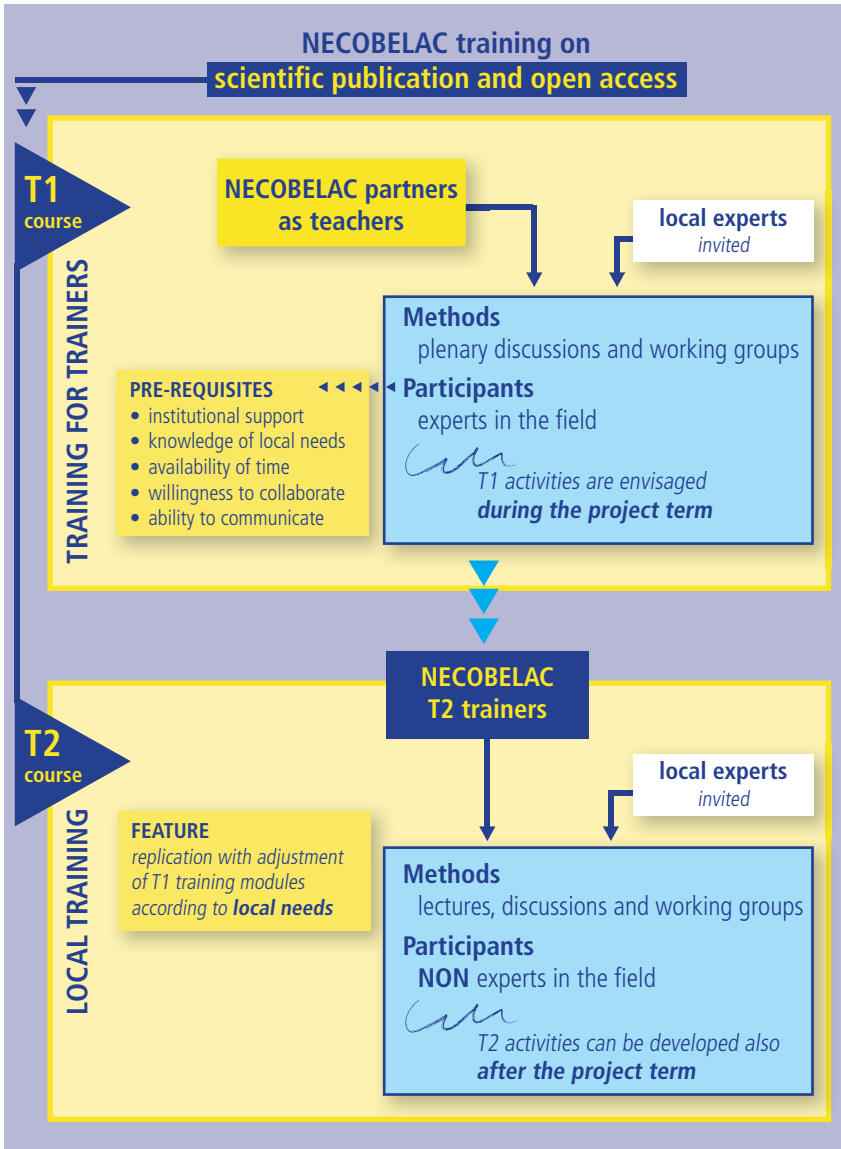 NECOBELAC training on
scientific publication and open access
T1
course
TRAINING FOR TRAINERS
NECOBELAC partners
as teachers
local experts
invited
Methods
plenary discussions and working groups
Participants
experts in the field
T1 activities are envisaged
during the project term
PRE-REQUISITES
• institutional support
• knowledge of local needs
• availability of time
• willingness to collaborate
• ability to communicate
NECOBELAC
T2 trainers
T2
course
LOCAL TRAINING
local experts
invited
FEATURE
replication with adjustment
of T1 training modules
according to local needs
Methods
lectures, discussions and working groups
Participants
NON experts in the field
T2 activities can be developed also
after the project term